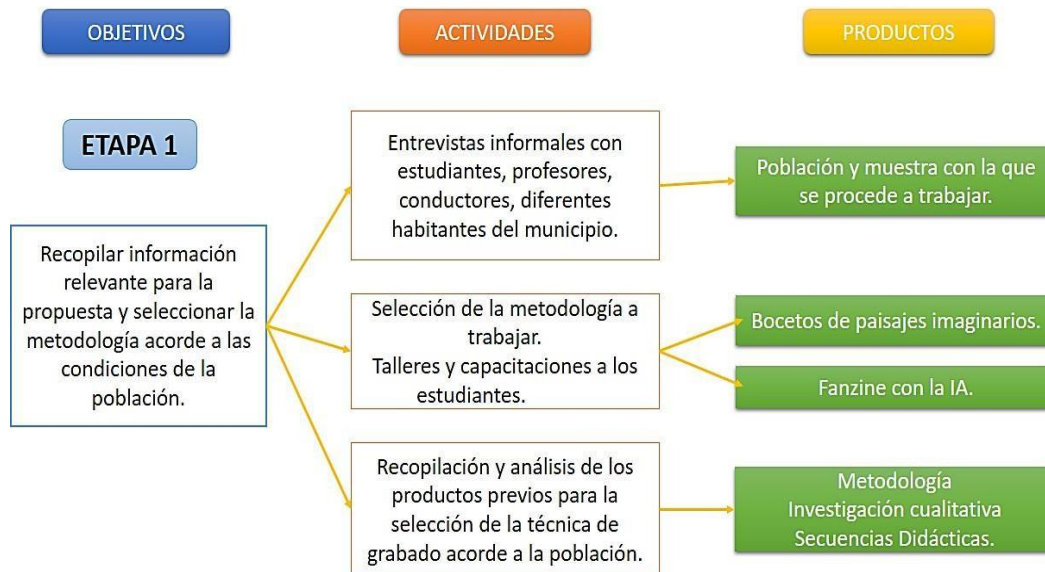 OBJETIVOS
ACTIVIDADES
PRODUCTOS
ETAPA 1
Recopilar información
relevante para la
propuesta y seleccionar la
metodología acorde a las
condiciones de la
población.
Entrevistas informales con
estudiantes, profesores,
conductores, diferentes
habitantes del municipio.
Población y muestra con la que
se procede a trabajar.
Selección de la metodología a
trabajar.
Talleres y capacitaciones a los
estudiantes.
Bocetos de paisajes imaginarios.
Fanzine con la IA.
Recopilación y análisis de los
productos previos para la
selección de la técnica de
grabado acorde a la población.
Metodología
Investigación cualitativa
Secuencias Didácticas.